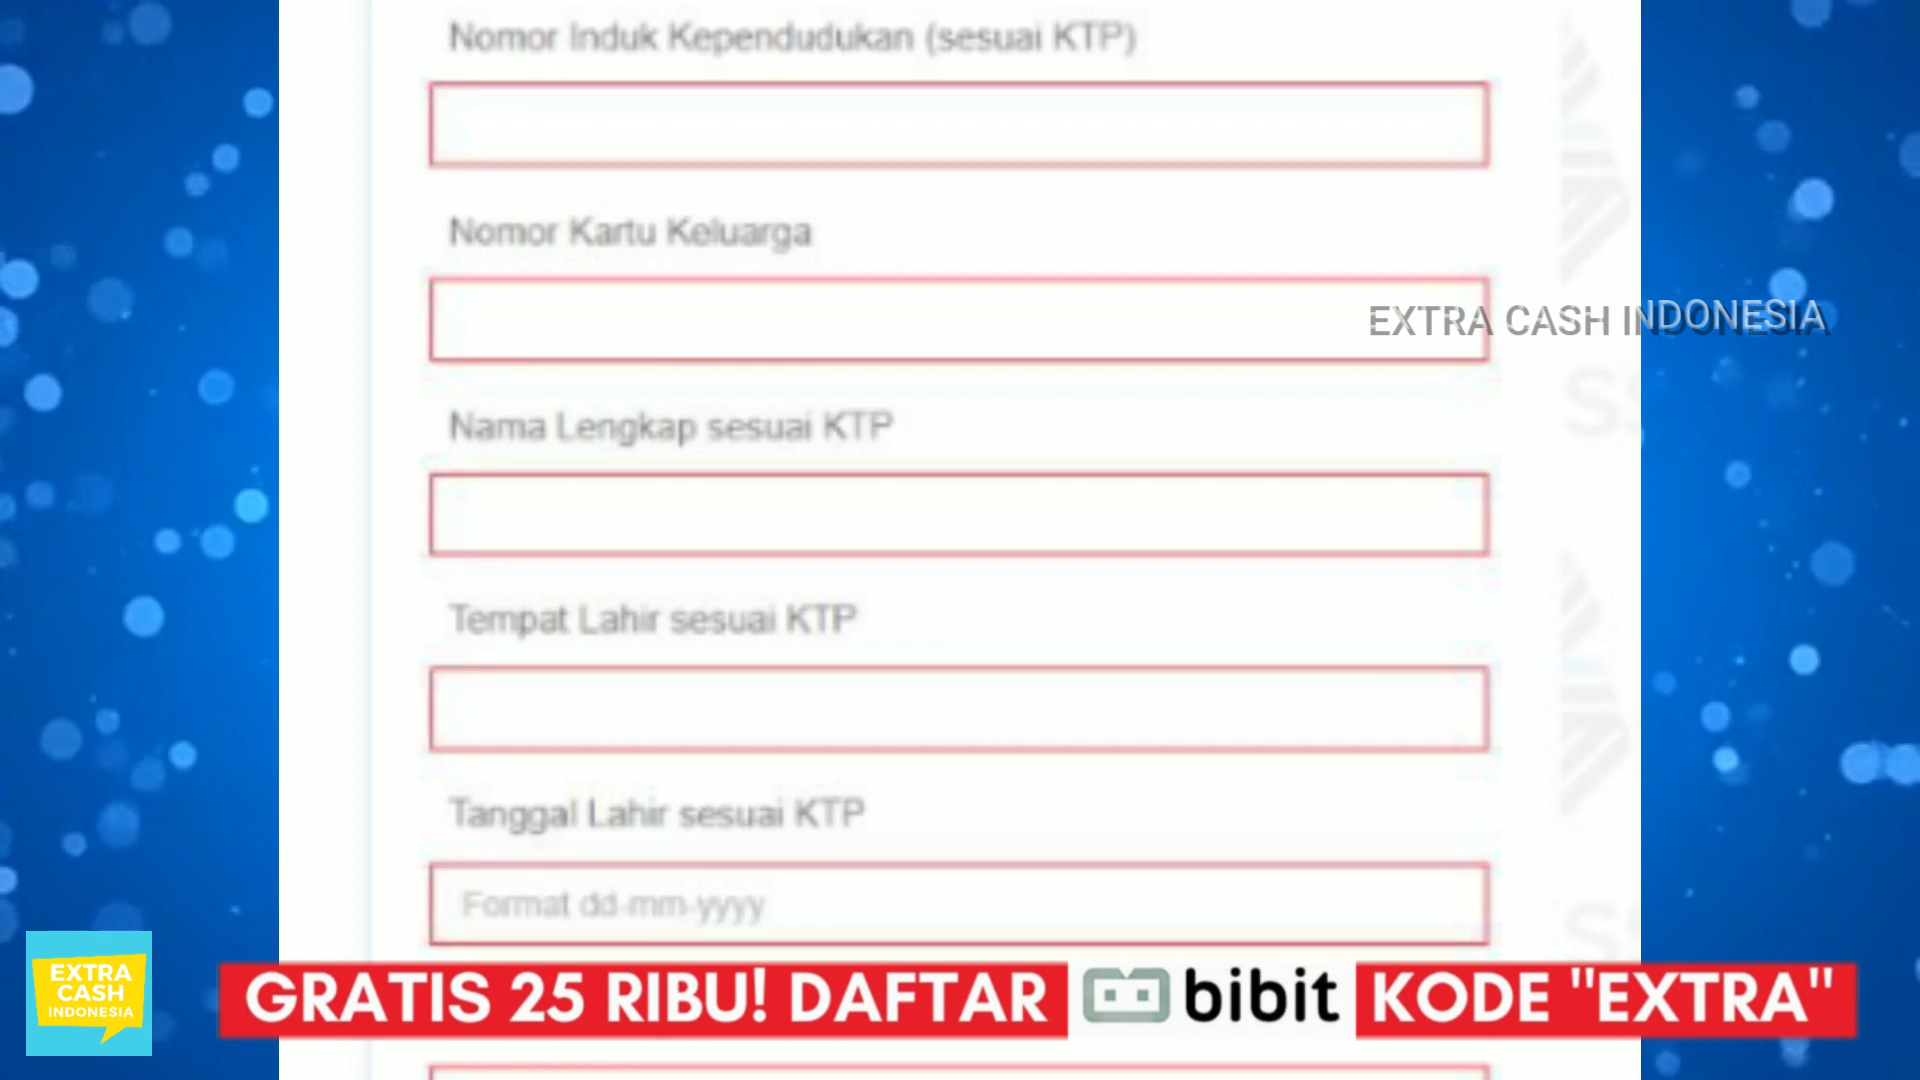 Nomor Induk Kependudukan (sesuai KTP)
Nomor Kartu Keluarga
EXTRA CASH INDONESIA
Nama Lengkap sesuai KTP
Tempat Lahir sesuai KTP
Tanggal Lahir sesuai KTP
Format dd-mm-yyyy
EXTRA
CASH
INDONESIA
GRATIS 25 RIBU! DAFTAR bibit KODE "EXTRA"